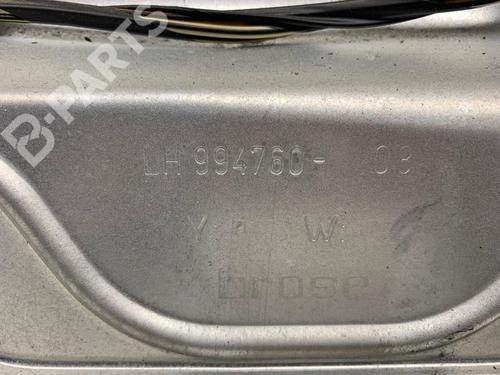 B-PARTS
LH 994760- 03
Y W
brose